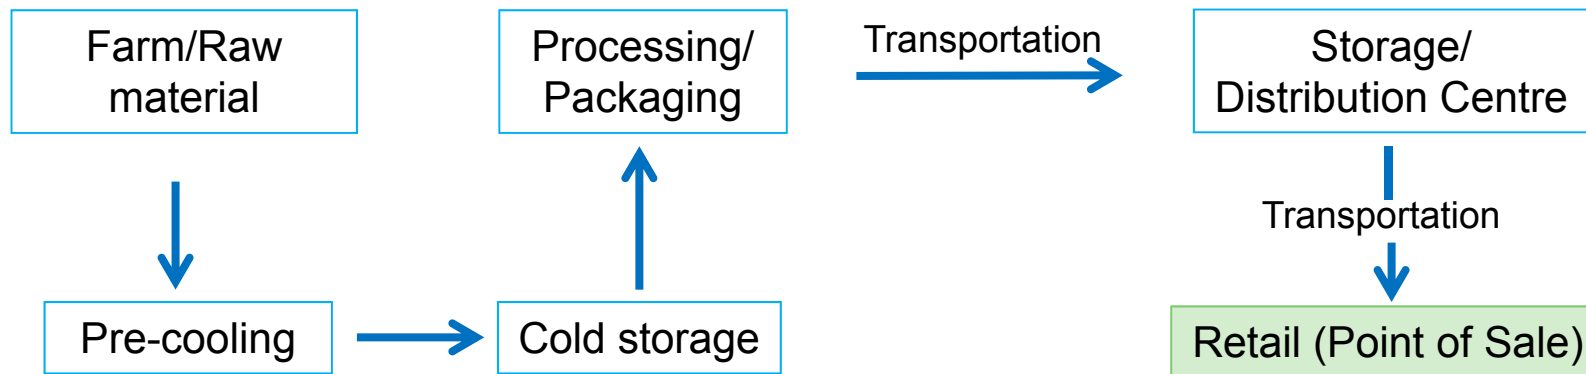 Farm/Raw
material
Pre-cooling
Cold storage
Processing/
Packaging
Transportation
Storage/
Distribution Centre
Transportation
Retail (Point of Sale)